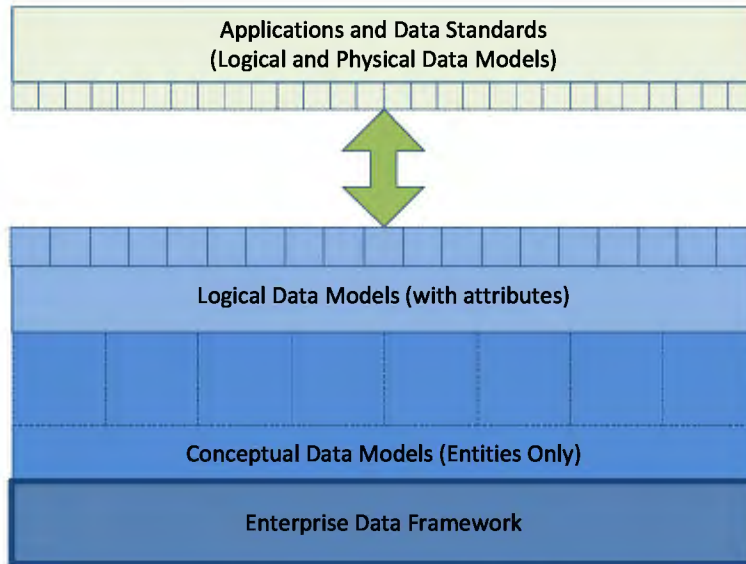 Applications and Data Standards
(Logical and Physical Data Models)
Logical Data Models (with attributes)
Conceptual Data Models (Entities Only)
Enterprise Data Framework